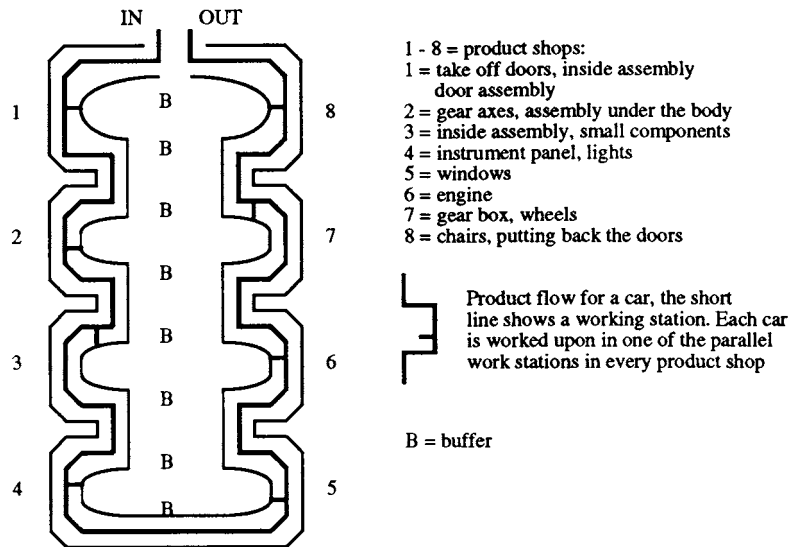 IN OUT
1
8
B
B
B
2
7
B
B
3
6
B
B
4
5
B
1 - 8 = product shops:
1 = take off doors, inside assembly
door assembly
2 = gear axes, assembly under the body
3 = inside assembly, small components
4 = instrument panel, lights
5 = windows
6 = engine
7 = gear box, wheels
8 = chairs, putting back the doors
Product flow for a car, the short
line shows a working station. Each car
is worked upon in one of the parallel
work stations in every product shop
B = buffer